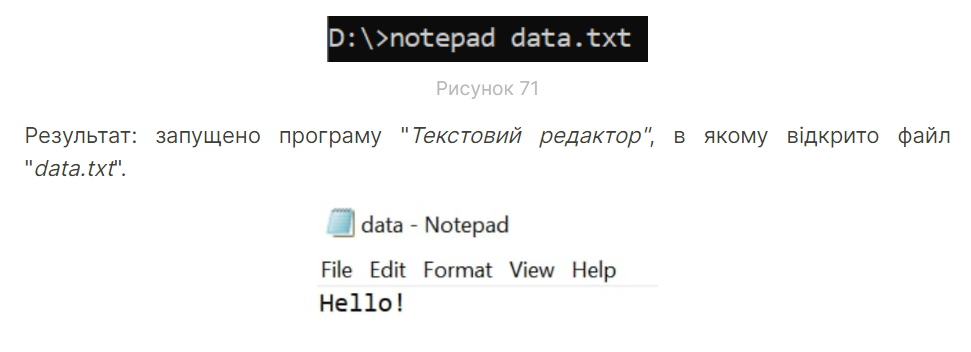 D:\>notepad data.txt
Рисунок 71
Результат: запущено програму "Текстовий редактор", в якому відкрито файл
"data.txt".
data - Notepad
File Edit Format View Help
Hello!